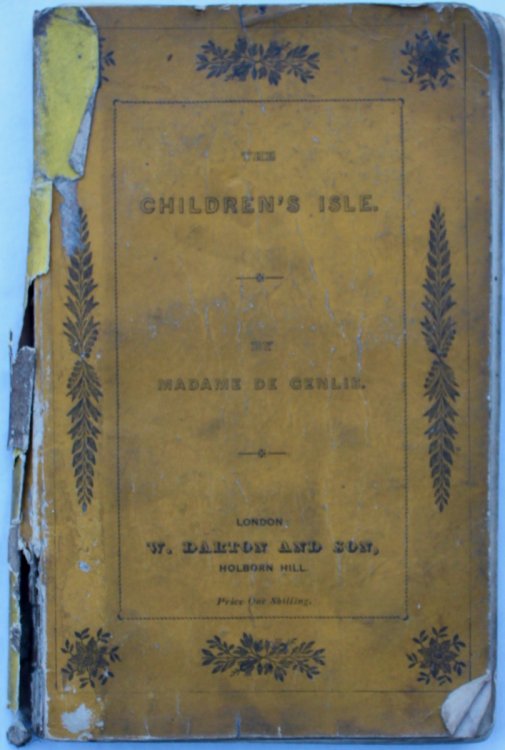 THE
CHILDREN'S ISLE.
BY
MADAME DE GENLIS.
LONDON:
W. DARTON AND SON,
HOLBORN HILL.
Price One Shilling.